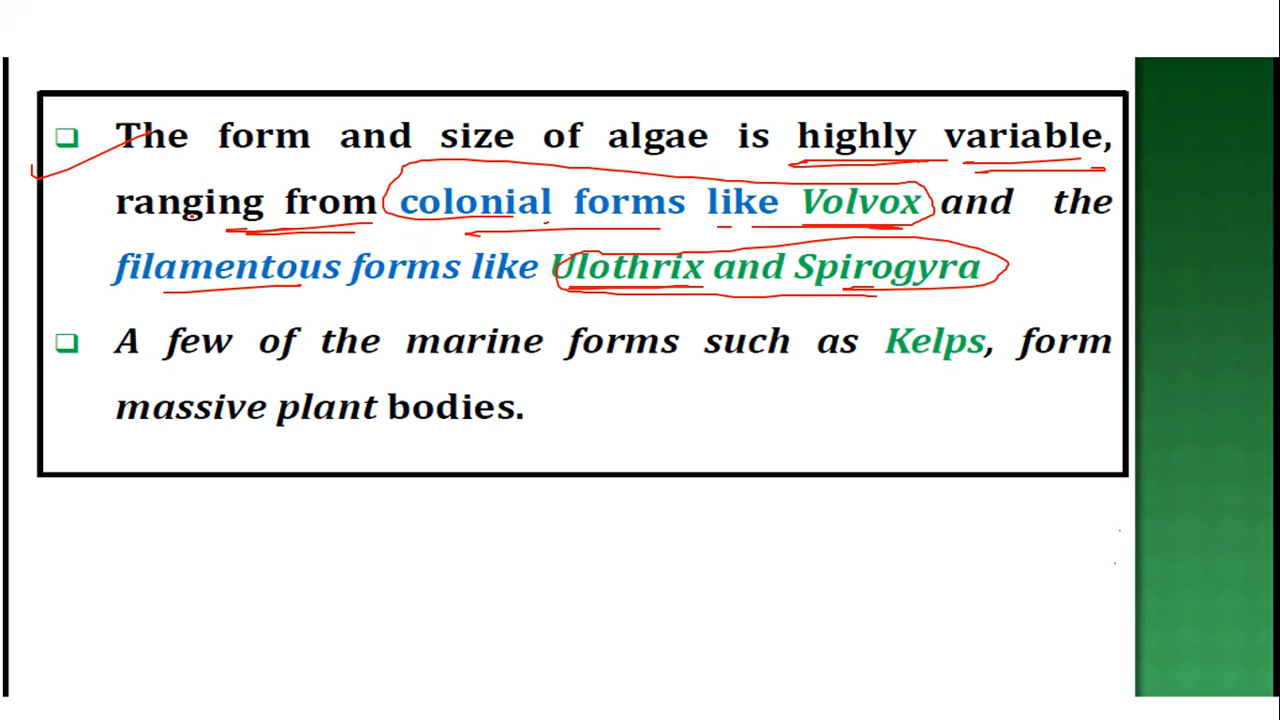 The form and size of algae is highly variable,
ranging from colonial forms like Volvox and the
filamentous forms like Ulothrix and Spirogyra
A few of the marine forms such as Kelps, form
massive plant bodies.